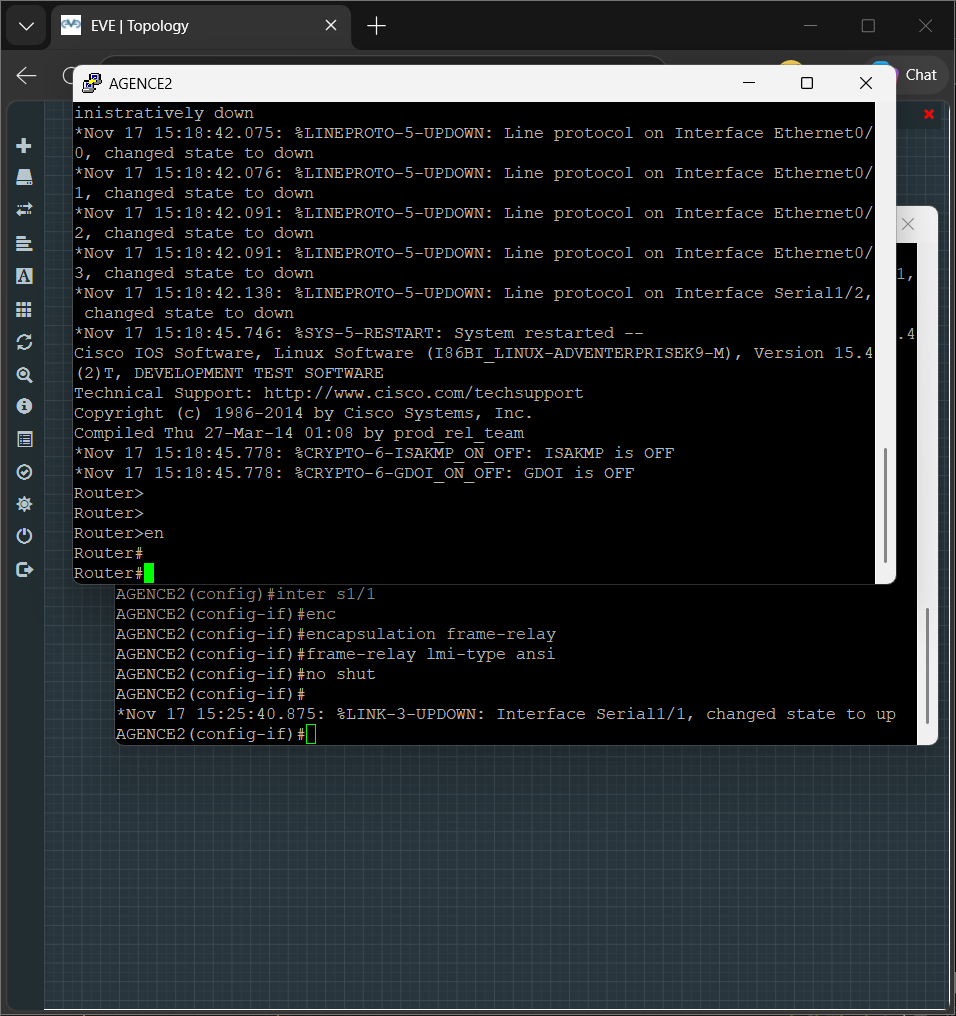 EVE | Topology
Chat
AGENCE2
inistratively down
*Nov 17 15:18:42.075: %LINEPROTO-5-UPDOWN: Line protocol on Interface Ethernet0/
0, changed state to down
*Nov 17 15:18:42.076: %LINEPROTO-5-UPDOWN: Line protocol on Interface Ethernet0/
1, changed state to down
*Nov 17 15:18:42.091: %LINEPROTO-5-UPDOWN: Line protocol on Interface Ethernet0/
2, changed state to down
*Nov 17 15:18:42.091: %LINEPROTO-5-UPDOWN: Line protocol on Interface Ethernet0/
3, changed state to down
*Nov 17 15:18:42.138: %LINEPROTO-5-UPDOWN: Line protocol on Interface Serial1/2,
 changed state to down
*Nov 17 15:18:45.746: %SYS-5-RESTART: System restarted --
Cisco IOS Software, Linux Software (I86BI_LINUX-ADVENTERPRISEK9-M), Version 15.4
(2)T, DEVELOPMENT TEST SOFTWARE
Technical Support: http://www.cisco.com/techsupport
Copyright (c) 1986-2014 by Cisco Systems, Inc.
Compiled Thu 27-Mar-14 01:08 by prod_rel_team
*Nov 17 15:18:45.778: %CRYPTO-6-ISAKMP_ON_OFF: ISAKMP is OFF
*Nov 17 15:18:45.778: %CRYPTO-6-GDOI_ON_OFF: GDOI is OFF
Router>
Router>
Router>en
Router#
Router#
1,
.4
AGENCE2(config)#inter s1/1
AGENCE2(config-if)#enc
AGENCE2(config-if)#encapsulation frame-relay
AGENCE2(config-if)#frame-relay lmi-type ansi
AGENCE2(config-if)#no shut
AGENCE2(config-if)#
*Nov 17 15:25:40.875: %LINK-3-UPDOWN: Interface Serial1/1, changed state to up
AGENCE2(config-if)#